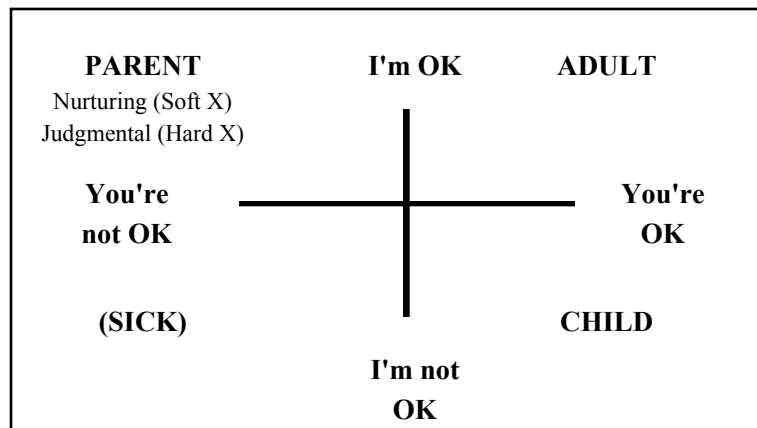 PARENT I'm OK ADULT
Nurturing (Soft X)
Judgmental (Hard X)
You're
not OK
You're
OK
(SICK) CHILD
I'm not
OK